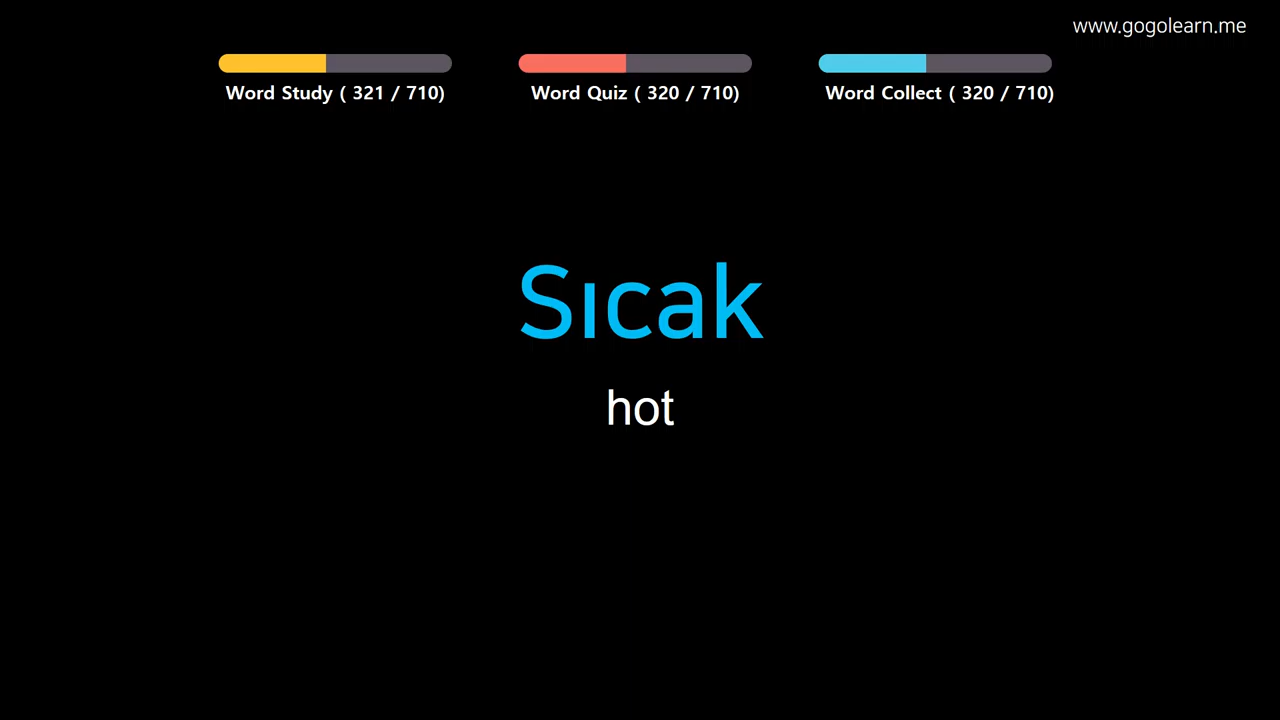 www.gogolearn.me
Word Study ( 321 / 710)
Word Quiz ( 320 / 710)
Word Collect ( 320 / 710)
Sıcak
hot